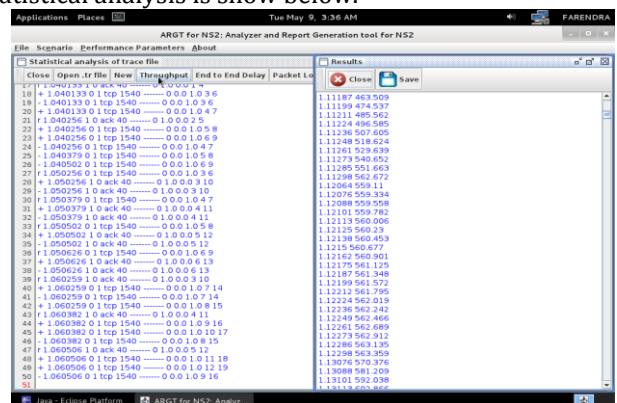 Statistical analysis is show below.
Applications Places Tue May 9, 3:36 AM FARENDRA
ARGT for NS2: Analyzer and Report Generation tool for NS2
File Scenario Performance Parameters About
Statistical analysis of trace file
Close Open .tr file New Throughput End to End Delay Packet Lo
17 r 1.040133 1 0 ack 40 ------- 0 1.0 0.0 1 4
18 + 1.040133 0 1 tcp 1540 ------- 0 0.0 1.0 3 6
19 - 1.040133 0 1 tcp 1540 ------- 0 0.0 1.0 3 6
20 + 1.040133 0 1 tcp 1540 ------- 0 0.0 1.0 4 7
21 r 1.040256 1 0 ack 40 ------- 0 1.0 0.0 2 5
22 + 1.040256 0 1 tcp 1540 ------- 0 0.0 1.0 5 8
23 + 1.040256 0 1 tcp 1540 ------- 0 0.0 1.0 6 9
24 - 1.040256 0 1 tcp 1540 ------- 0 0.0 1.0 4 7
25 - 1.040379 0 1 tcp 1540 ------- 0 0.0 1.0 5 8
26 - 1.040502 0 1 tcp 1540 ------- 0 0.0 1.0 6 9
27 r 1.050256 0 1 tcp 1540 ------- 0 0.0 1.0 3 6
28 + 1.050256 1 0 ack 40 ------- 0 1.0 0.0 3 10
29 - 1.050256 1 0 ack 40 ------- 0 1.0 0.0 3 10
30 r 1.050379 0 1 tcp 1540 ------- 0 0.0 1.0 4 7
31 + 1.050379 1 0 ack 40 ------- 0 1.0 0.0 4 11
32 - 1.050379 1 0 ack 40 ------- 0 1.0 0.0 4 11
33 r 1.050502 0 1 tcp 1540 ------- 0 0.0 1.0 5 8
34 + 1.050502 1 0 ack 40 ------- 0 1.0 0.0 5 12
35 - 1.050502 1 0 ack 40 ------- 0 1.0 0.0 5 12
36 r 1.050626 0 1 tcp 1540 ------- 0 0.0 1.0 6 9
37 + 1.050626 1 0 ack 40 ------- 0 1.0 0.0 6 13
38 - 1.050626 1 0 ack 40 ------- 0 1.0 0.0 6 13
39 r 1.060259 1 0 ack 40 ------- 0 1.0 0.0 3 10
40 + 1.060259 0 1 tcp 1540 ------- 0 0.0 1.0 7 14
41 - 1.060259 0 1 tcp 1540 ------- 0 0.0 1.0 7 14
42 + 1.060259 0 1 tcp 1540 ------- 0 0.0 1.0 8 15
43 r 1.060382 1 0 ack 40 ------- 0 1.0 0.0 4 11
44 + 1.060382 0 1 tcp 1540 ------- 0 0.0 1.0 9 16
45 + 1.060382 0 1 tcp 1540 ------- 0 0.0 1.0 10 17
46 - 1.060382 0 1 tcp 1540 ------- 0 0.0 1.0 8 15
47 r 1.060506 1 0 ack 40 ------- 0 1.0 0.0 5 12
48 + 1.060506 0 1 tcp 1540 ------- 0 0.0 1.0 11 18
49 + 1.060506 0 1 tcp 1540 ------- 0 0.0 1.0 12 19
50 - 1.060506 0 1 tcp 1540 ------- 0 0.0 1.0 9 16
51
Results
Close Save
1.11187 463.509
1.11199 474.537
1.11211 485.562
1.11224 496.585
1.11236 507.605
1.11248 518.624
1.11261 529.639
1.11273 540.652
1.11285 551.663
1.11298 562.672
1.12064 559.11
1.12076 559.334
1.12088 559.558
1.12101 559.782
1.12113 560.006
1.12125 560.23
1.12138 560.453
1.1215 560.677
1.12162 560.901
1.12175 561.125
1.12187 561.348
1.12199 561.572
1.12212 561.795
1.12224 562.019
1.12236 562.242
1.12249 562.466
1.12261 562.689
1.12273 562.912
1.12286 563.135
1.12298 563.359
1.13076 570.376
1.13088 581.209
1.13101 592.038
1.13113 602.866
Java - Eclipse Platform ARGT for NS2: Analyz...